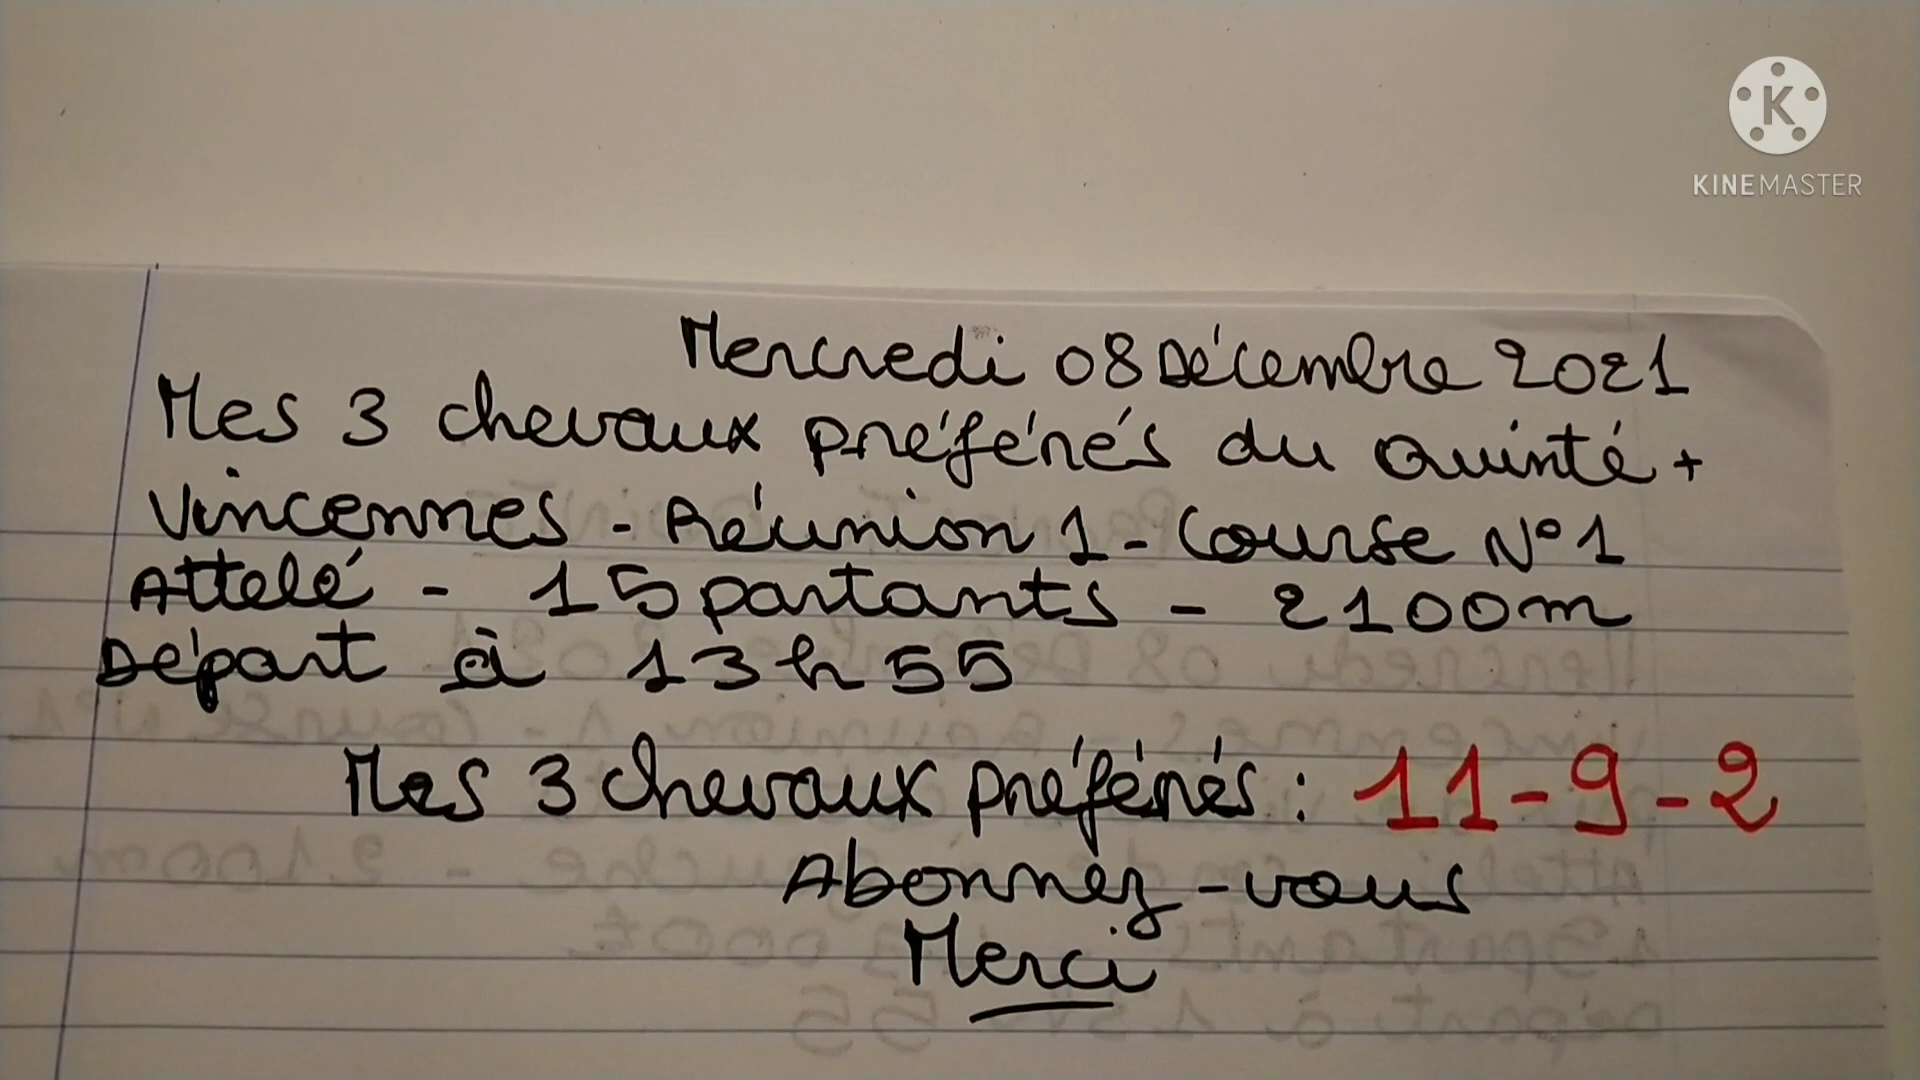 KINEMASTER
Mercredi 08 Décembre 2021
Mes 3 chevaux préférés du Quinté +
Vincennes - Réunion 1 - Course N°1
Attelé - 15 partants - 2100m
Départ à 13h55
Mes 3 chevaux préférés : 11-9-2
Abonnez-vous
Merci